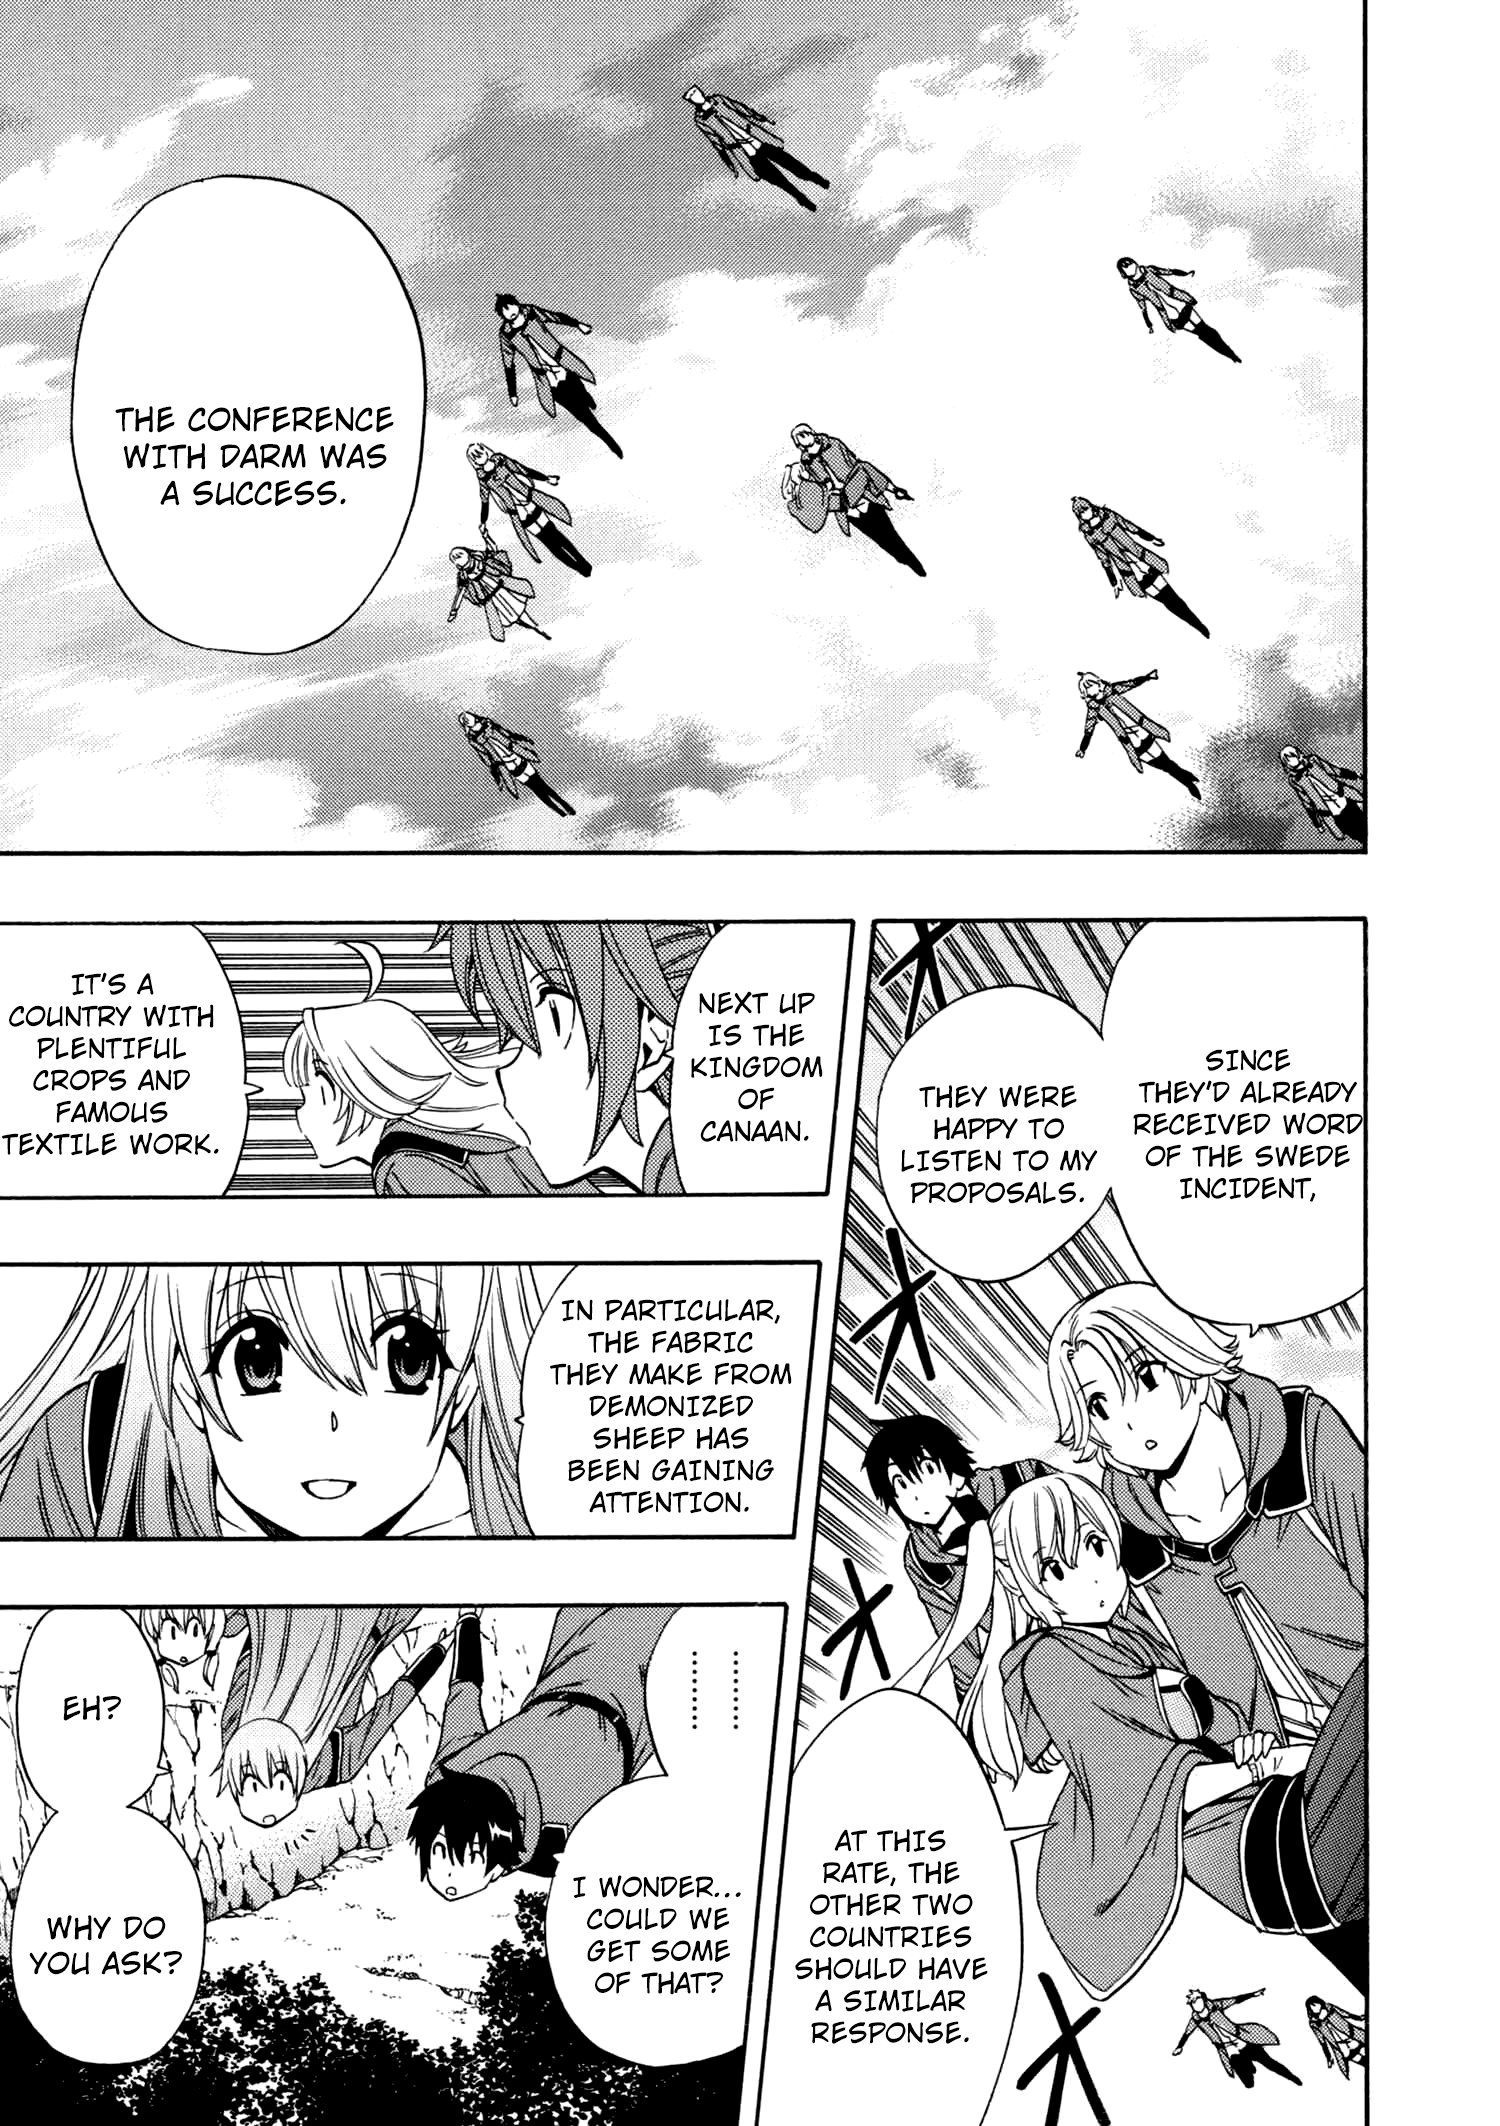 THE CONFERENCE
WITH DARM WAS
A SUCCESS.
SINCE
THEY'D ALREADY
RECEIVED WORD
OF THE SWEDE
INCIDENT,
THEY WERE
HAPPY TO
LISTEN TO MY
PROPOSALS.
AT THIS
RATE, THE
OTHER TWO
COUNTRIES
SHOULD HAVE
A SIMILAR
RESPONSE.
NEXT UP
IS THE
KINGDOM
OF
CANAAN.
IT'S A
COUNTRY WITH
PLENTIFUL
CROPS AND
FAMOUS
TEXTILE WORK.
IN PARTICULAR,
THE FABRIC
THEY MAKE FROM
DEMONIZED
SHEEP HAS
BEEN GAINING
ATTENTION.
………
………
I WONDER...
COULD WE
GET SOME
OF THAT?
EH?
WHY DO
YOU ASK?